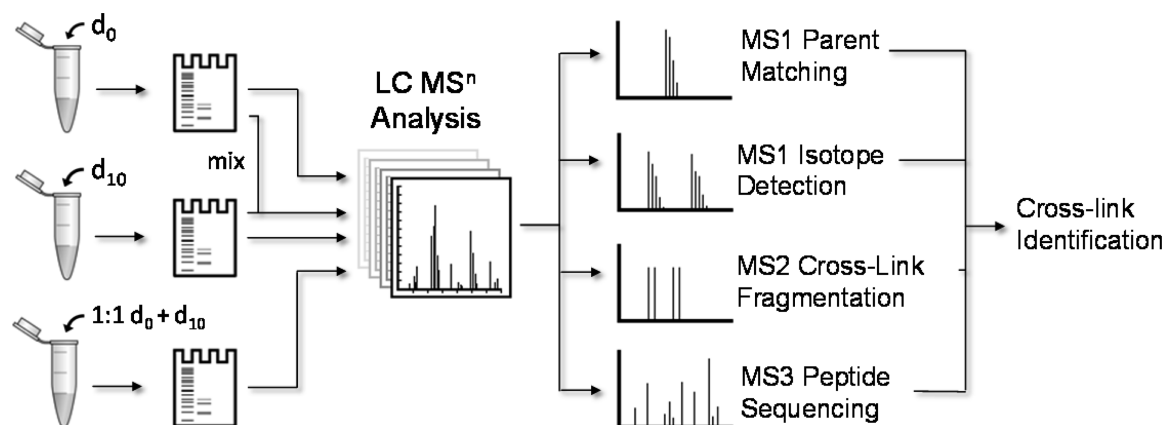 d₀
d₁₀
1:1 d₀ + d₁₀
mix
LC MSⁿ
Analysis
MS1 Parent
Matching
MS1 Isotope
Detection
MS2 Cross-Link
Fragmentation
MS3 Peptide
Sequencing
Cross-link
Identification